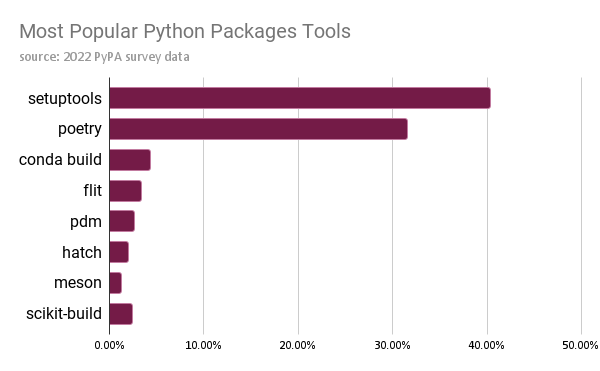 Most Popular Python Packages Tools
source: 2022 PyPA survey data
setuptools
poetry
conda build
flit
pdm
hatch
meson
scikit-build
0.00% 10.00% 20.00% 30.00% 40.00% 50.00%